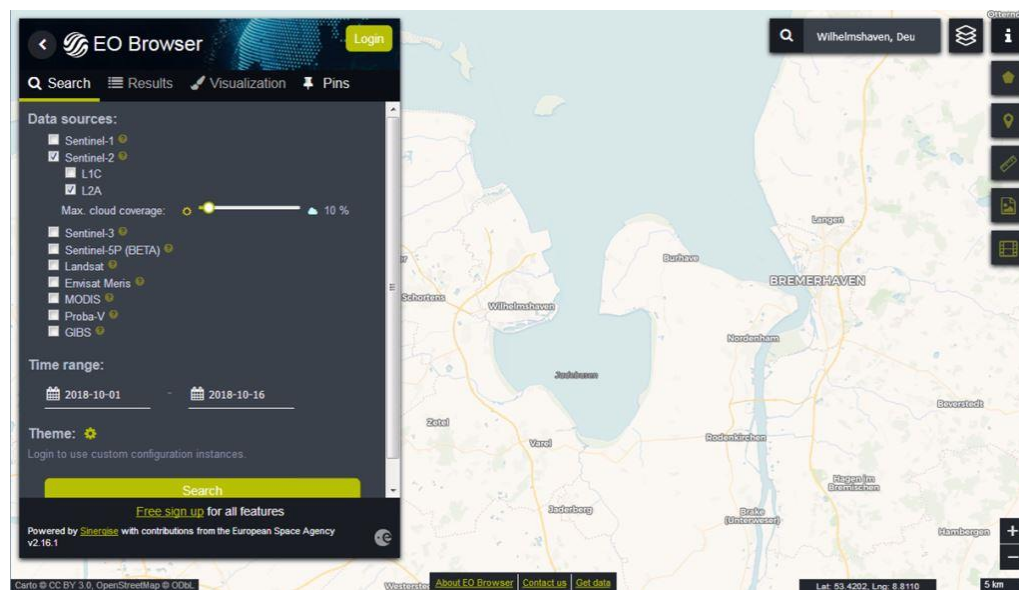 EO Browser
Login
Search Results Visualization Pins
Data sources:
Sentinel-1
Sentinel-2
L1C
L2A
Max. cloud coverage: 10 %
Sentinel-3
Sentinel-5P (BETA)
Landsat
Envisat Meris
MODIS
Proba-V
GIBS
Time range:
2018-10-01 - 2018-10-16
Theme:
Login to use custom configuration instances.
Search
Free sign up for all features
Powered by Sinergise with contributions from the European Space Agency
v2.16.1
Carto © CC BY 3.0, OpenStreetMap © ODbL
About EO Browser Contact us Get data
Wilhelmshaven, Deu
Langen
Burhave
BREMERHAVEN
Schortens
Wilhelmshaven
Nordenham
Jadebusen
Beverstedt
Zetel
Varel
Rodenkirchen
Hagen im
Bremischen
Jaderberg
Brake
(Unterweser)
Hambergen
Lat: 53.4202, Lng: 8.8110
5 km